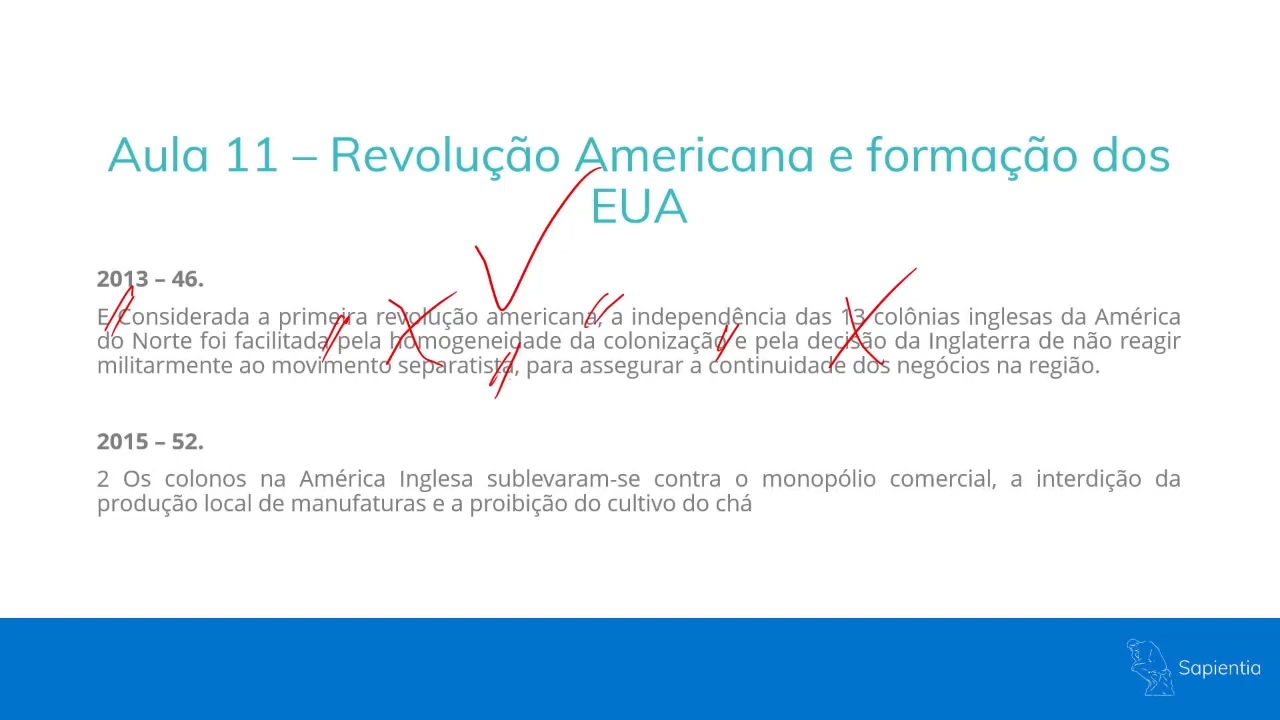 Aula 11 – Revolução Americana e formação dos
EUA
2013 – 46.
E Considerada a primeira revolução americana, a independência das 13 colônias inglesas da América
do Norte foi facilitada pela homogeneidade da colonização e pela decisão da Inglaterra de não reagir
militarmente ao movimento separatista, para assegurar a continuidade dos negócios na região.
2015 – 52.
2 Os colonos na América Inglesa sublevaram-se contra o monopólio comercial, a interdição da
produção local de manufaturas e a proibição do cultivo do chá
Sapientia